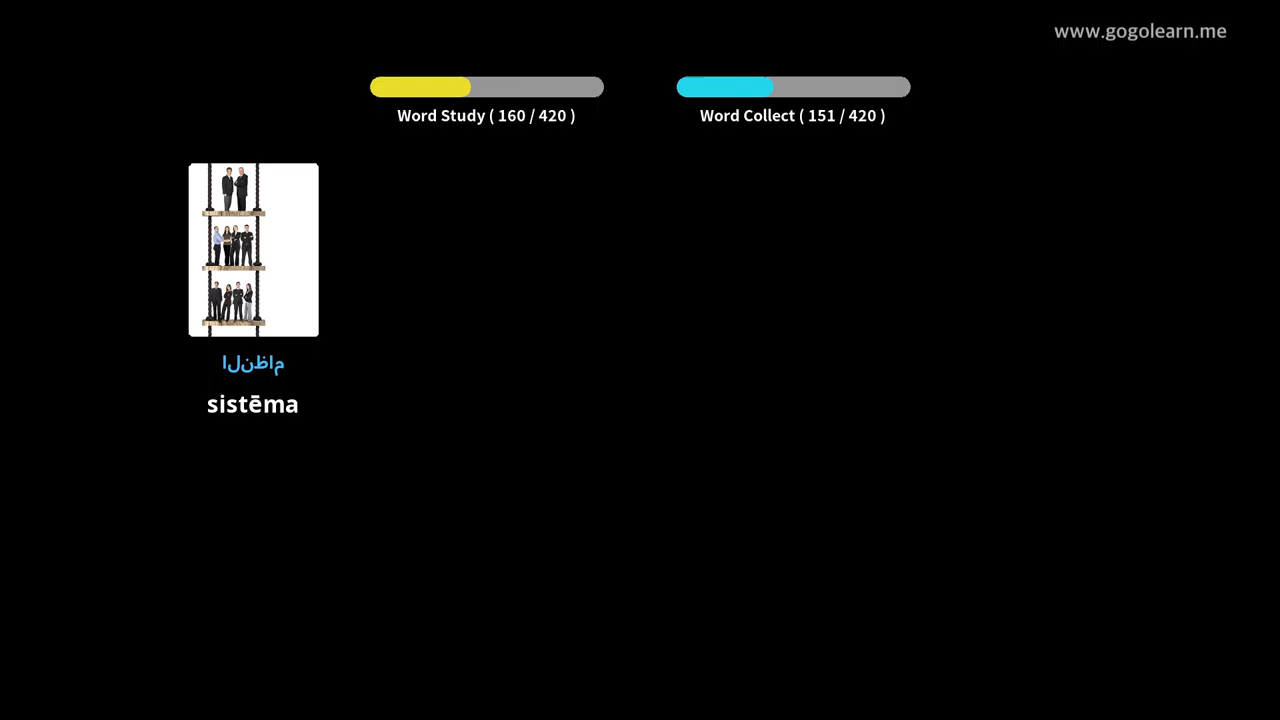 www.gogolearn.me
Word Study ( 160 / 420 )
Word Collect ( 151 / 420 )
النظام
sistēma